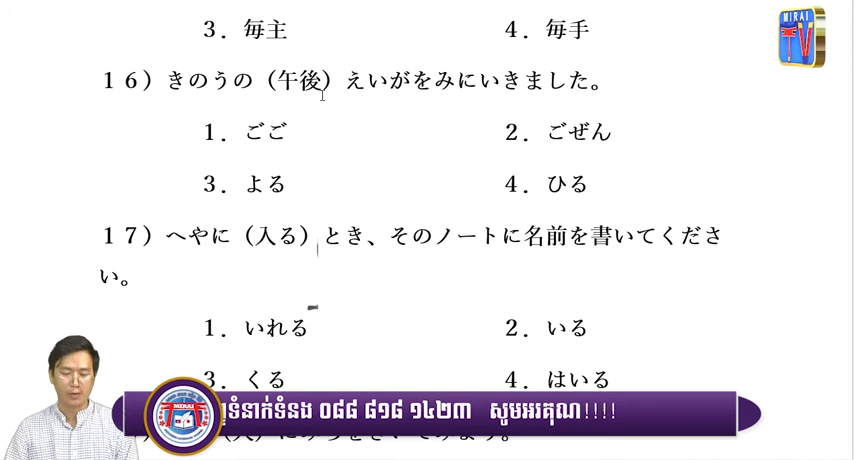 3．毎主　4．毎手
MIRAI
TV
16）きのうの（午後）えいがをみにいきました。
1．ごご　2．ごぜん
3．よる　4．ひる
17）へやに（入る）とき、そのノートに名前を書いてくださ
い。
1．いれる　2．いる
3．くる　4．はいる
MIRAI
ទំនាក់ទំនង ០៨៨ ៨១៨ ១៤២៣ សូមអរគុណ!!!!